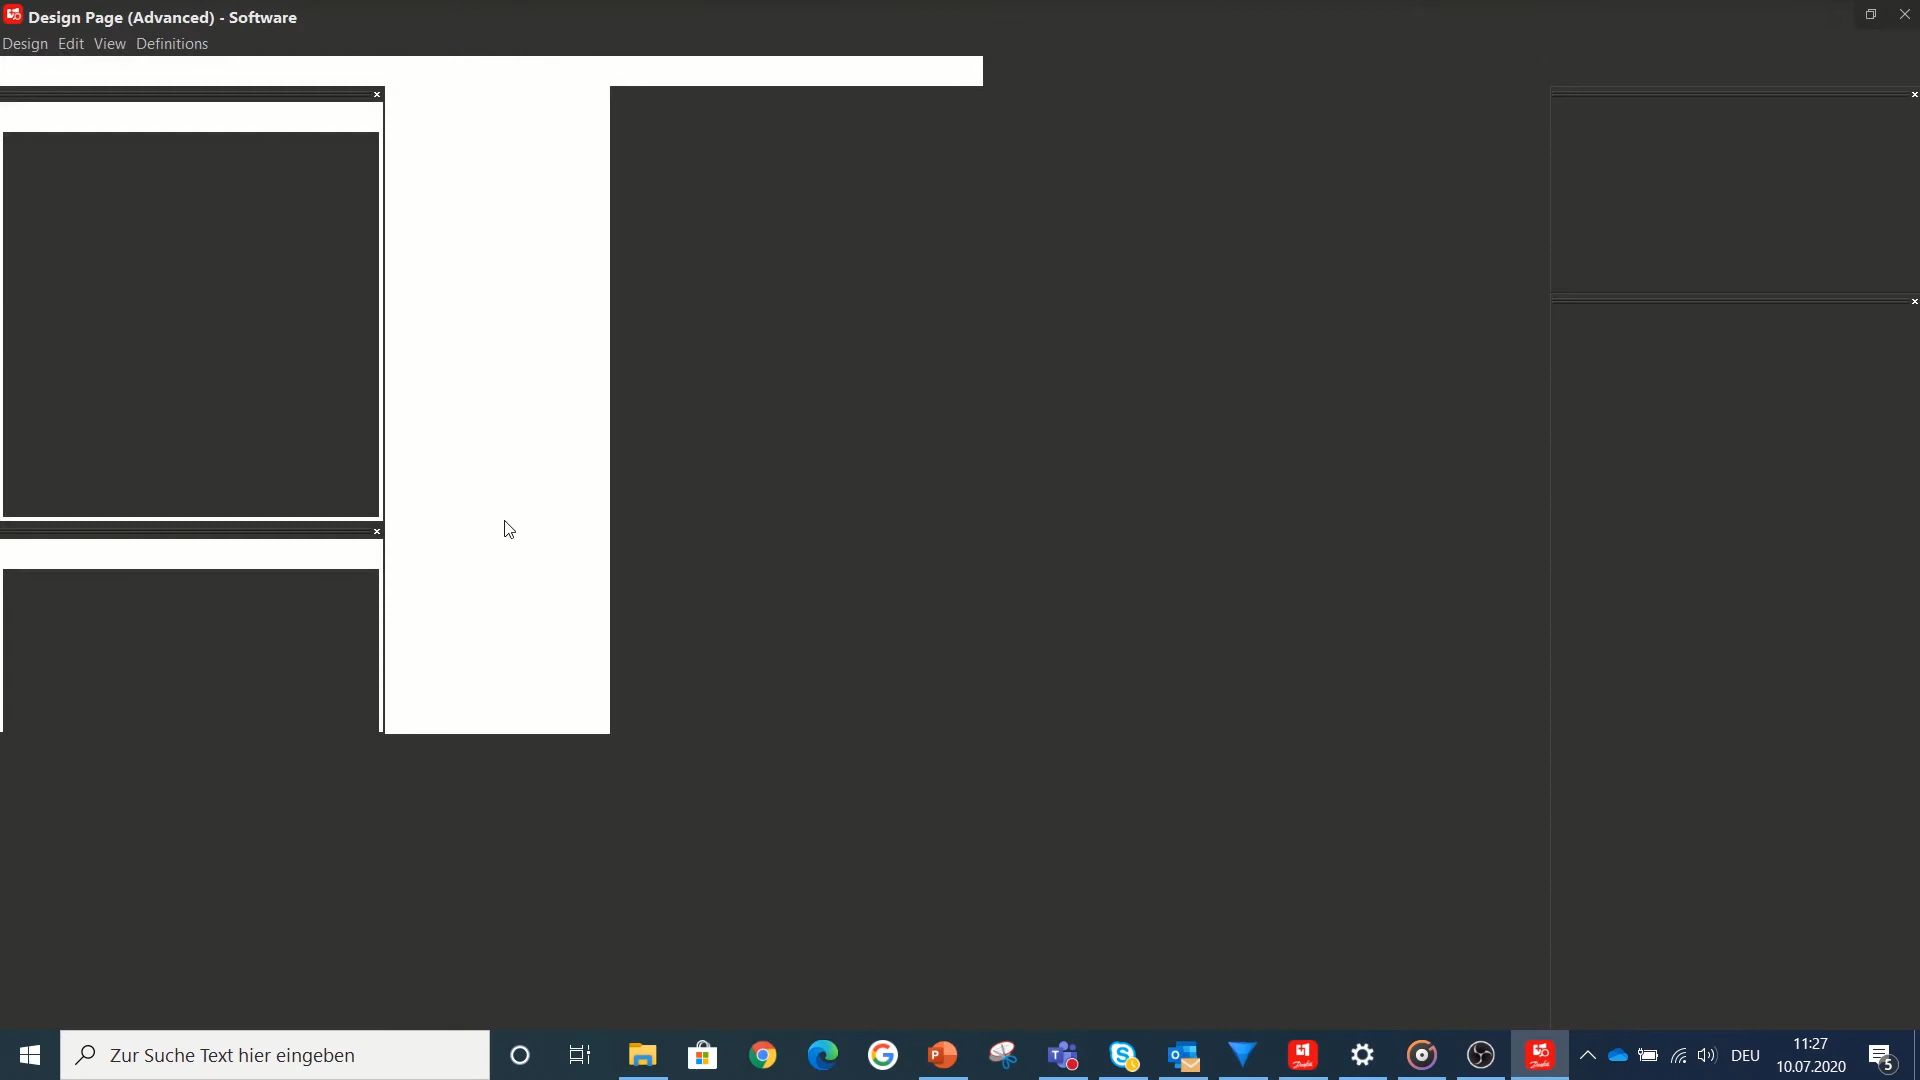 Design Page (Advanced) - Software
Design Edit View Definitions
Zur Suche Text hier eingeben
DEU
11:27
10.07.2020
5